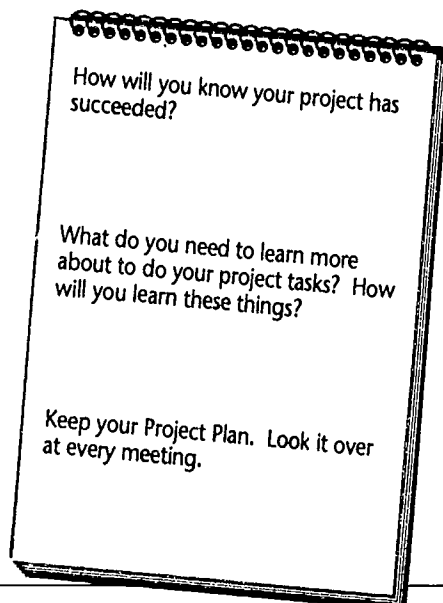 How will you know your project has
succeeded?
What do you need to learn more
about to do your project tasks? How
will you learn these things?
Keep your Project Plan. Look it over
at every meeting.